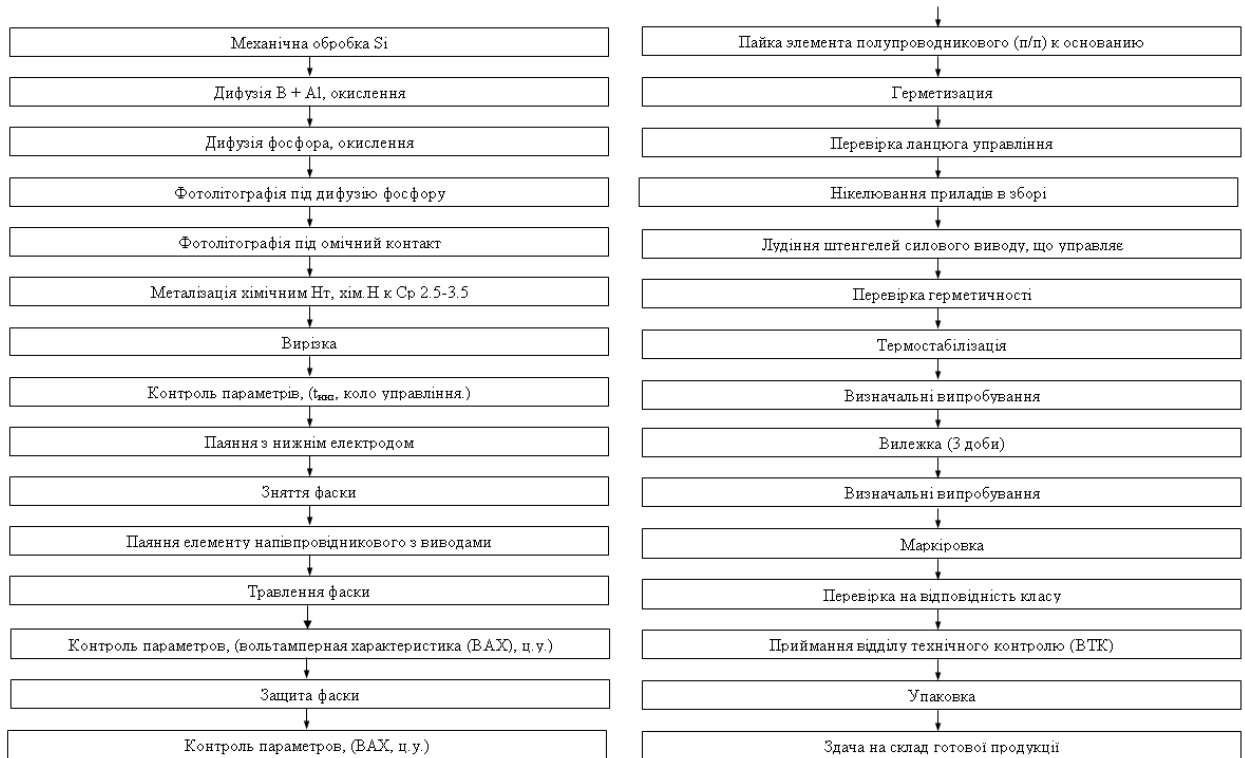 Механічна обробка Si
Дифузія B + Al, окислення
Дифузія фосфора, окислення
Фотолітографія під дифузію фосфору
Фотолітографія під омічний контакт
Металізація хімичним Нт, хім.Н к Ср 2.5-3.5
Вирізка
Контроль параметрів, (tннз, коло управління.)
Паяння з нижнім електродом
Зняття фаски
Паяння елементу напівпровідникового з виводами
Травлення фаски
Контроль параметров, (вольтамперная характеристика (ВАХ), ц.у.)
Защита фаски
Контроль параметров, (ВАХ, ц.у.)
Пайка элемента полупроводникового (п/п) к основанию
Герметизация
Перевірка ланцюга управління
Нікелювання приладів в зборі
Лудіння штенгелей силового виводу, що управляє
Перевірка герметичності
Термостабілізація
Визначальні випробування
Вилежка (3 доби)
Визначальні випробування
Маркіровка
Перевірка на відповідність класу
Приймання відділу технічного контролю (ВТК)
Упаковка
Здача на склад готової продукції